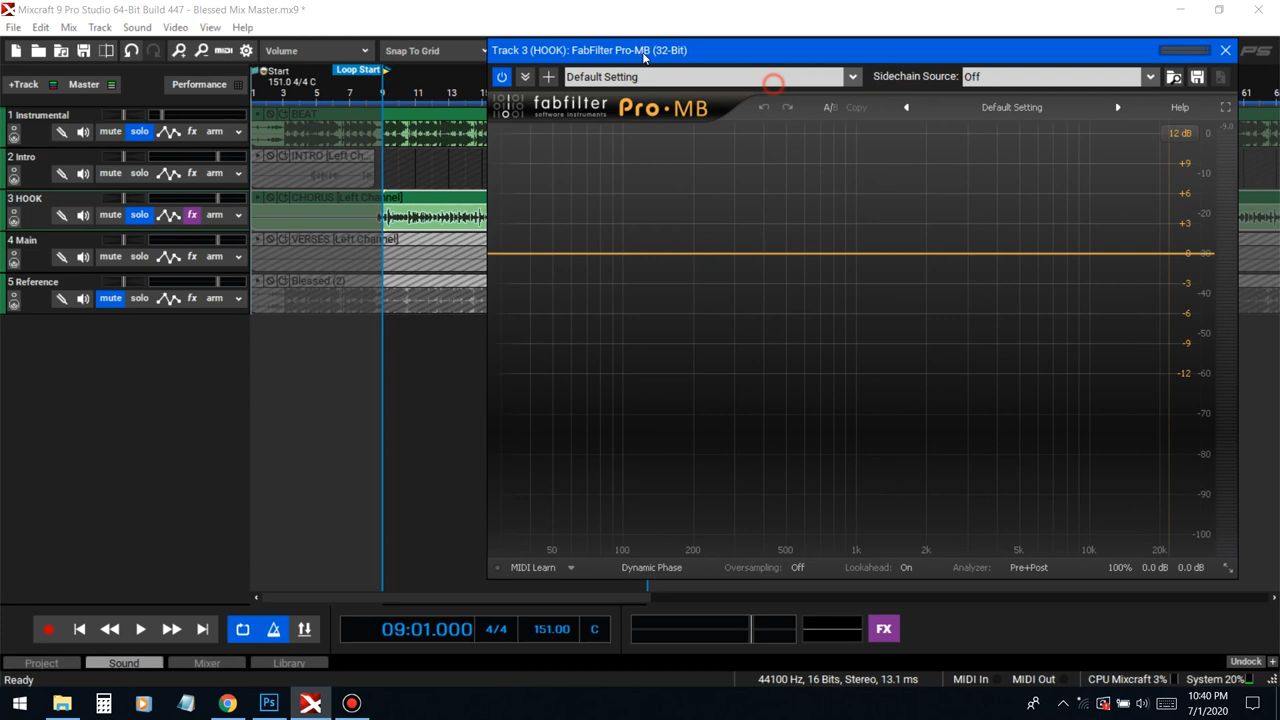 Mixcraft 9 Pro Studio 64-Bit Build 447 - Blessed Mix Master.mx9 *
File Edit Mix Track Sound Video View Help
MIDI Volume Snap To Grid
Track 3 (HOOK): FabFilter Pro-MB (32-Bit)
Default Setting Sidechain Source: Off
+Track Master Performance
Start Loop Start
151.0 4/4 C
1 3 5 7 9 11 13 15 61
fabfilter software instruments Pro·MB
A/B Copy Default Setting Help
1 Instrumental BEAT
mute solo fx arm
2 Intro INTRO [Left Ch...
mute solo fx arm
3 HOOK CHORUS [Left Channel]
mute solo fx arm
4 Main VERSES [Left Channel]
mute solo fx arm
5 Reference Blessed (2)
mute solo fx arm
12 dB 0 -9.0
+9 -10
+6 -20
+3
0 -30
-3 -40
-6 -50
-9
-12 -60
-70
-80
-90
-100
50 100 200 500 1k 2k 5k 10k 20k
MIDI Learn Dynamic Phase Oversampling: Off Lookahead: On Analyzer: Pre+Post 100% 0.0 dB 0.0 dB
09:01.000 4/4 151.00 C FX
Project Sound Mixer Library Undock +
Ready 44100 Hz, 16 Bits, Stereo, 13.1 ms MIDI In MIDI Out CPU Mixcraft 3% System 20%
Ps
10:40 PM
7/1/2020